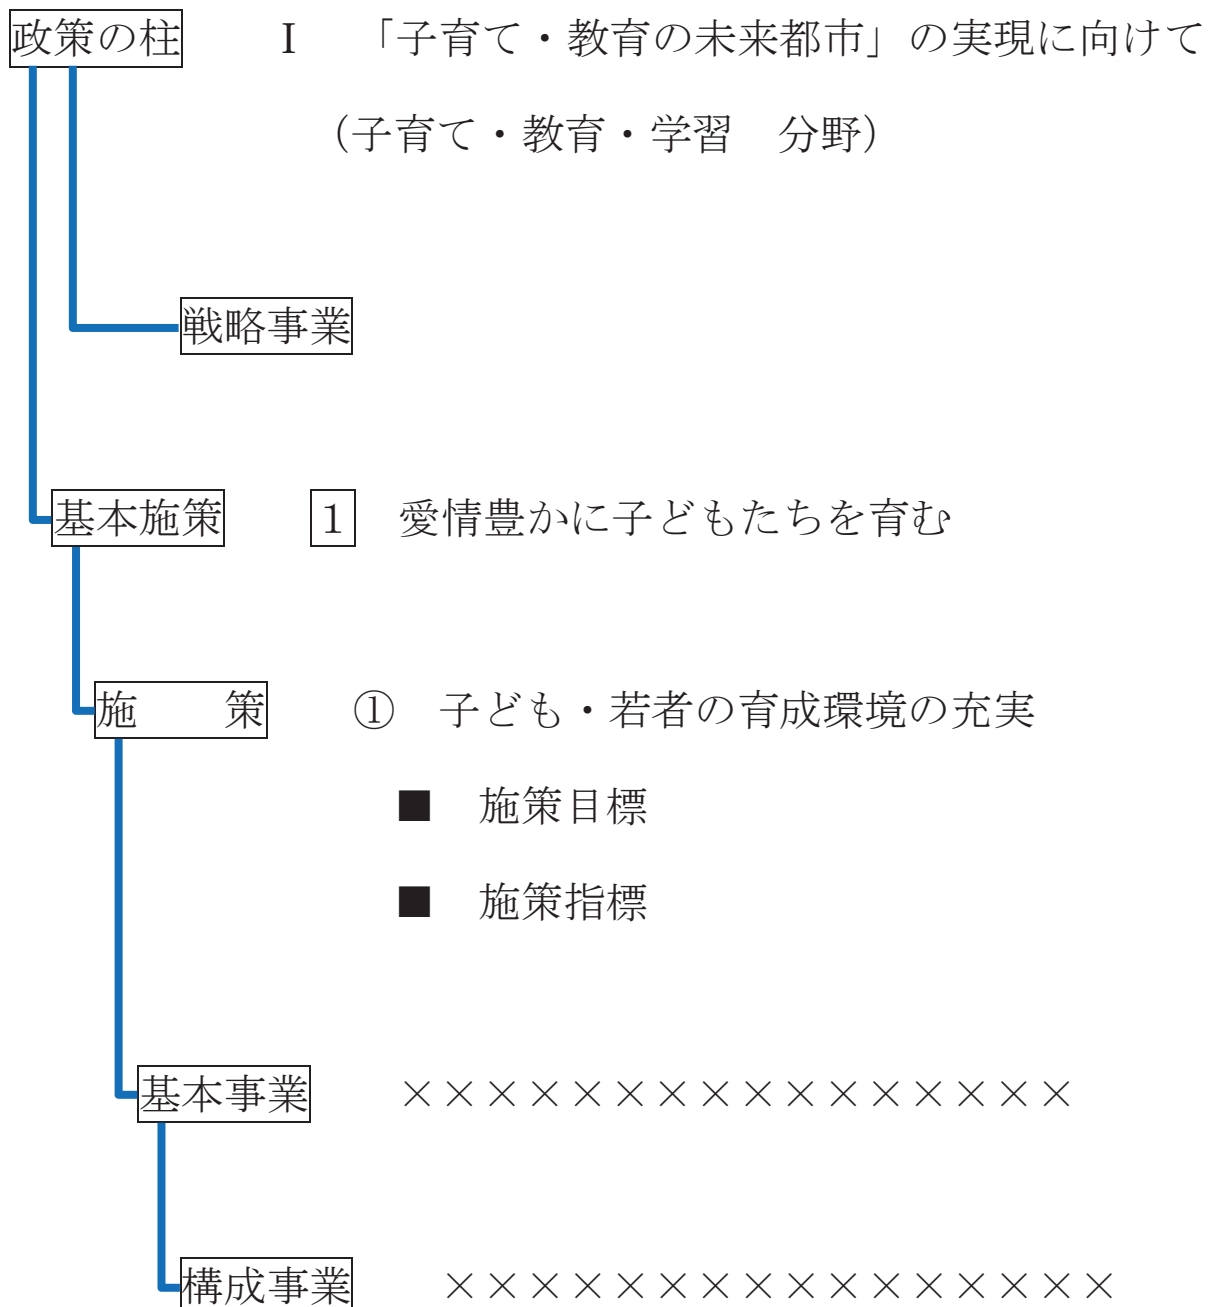 政策の柱　Ⅰ　「子育て・教育の未来都市」の実現に向けて
（子育て・教育・学習　分野）
戦略事業
基本施策　1　愛情豊かに子どもたちを育む
施　　策　①　子ども・若者の育成環境の充実
■　施策目標
■　施策指標
基本事業　××××××××××××××××
構成事業　××××××××××××××××